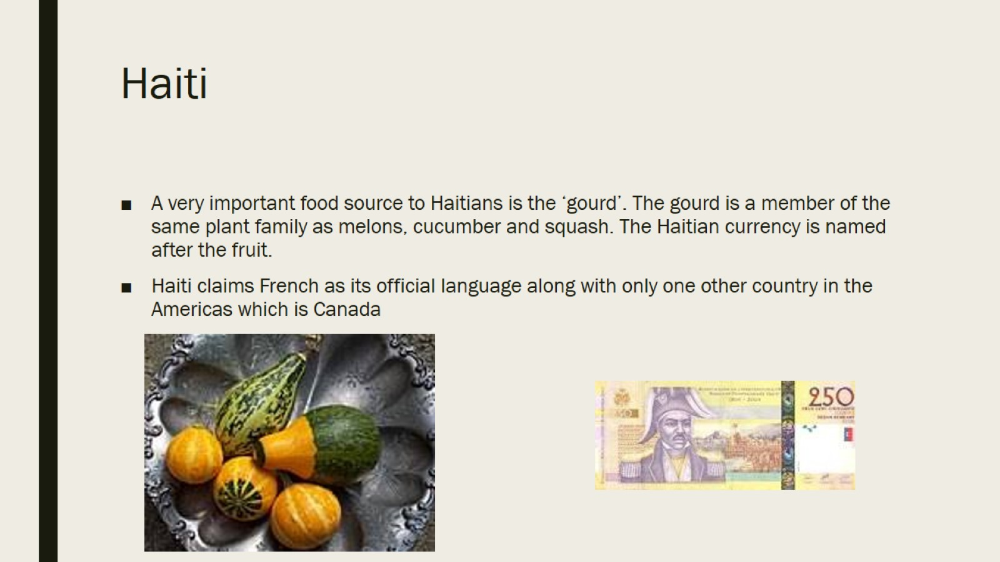 Haiti
■ A very important food source to Haitians is the ‘gourd’. The gourd is a member of the
same plant family as melons, cucumber and squash. The Haitian currency is named
after the fruit.
■ Haiti claims French as its official language along with only one other country in the
Americas which is Canada
250